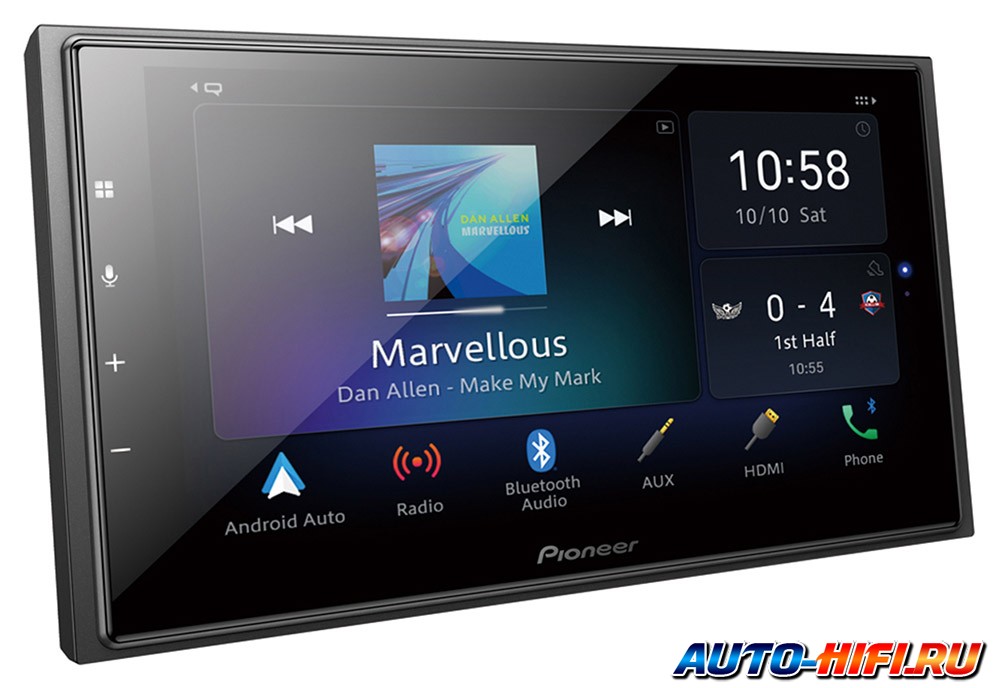 10:58
10/10 Sat
DAN ALLEN
MARVELLOUS
0 - 4
1st Half
10:55
Marvellous
Dan Allen - Make My Mark
Android Auto
Radio
Bluetooth
Audio
AUX
HDMI
Phone
Pioneer
AUTO-HIFI.RU